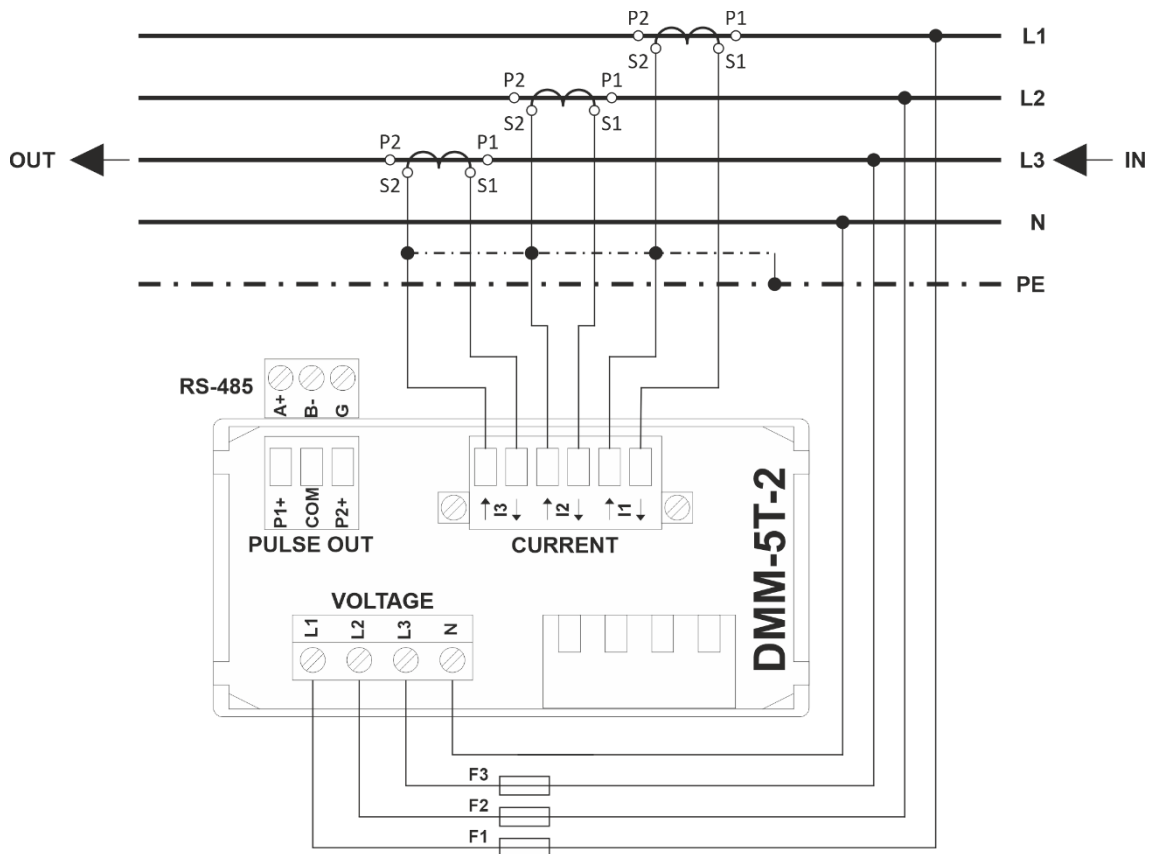 P2 P1 L1
S2 S1
P2 P1 L2
S2 S1
P2 P1
OUT L3 IN
S2 S1
N
PE
RS-485 A+ B- G
P1+ COM P2+
PULSE OUT
I3 I2 I1
CURRENT
DMM-5T-2
VOLTAGE
L1 L2 L3 N
F3
F2
F1